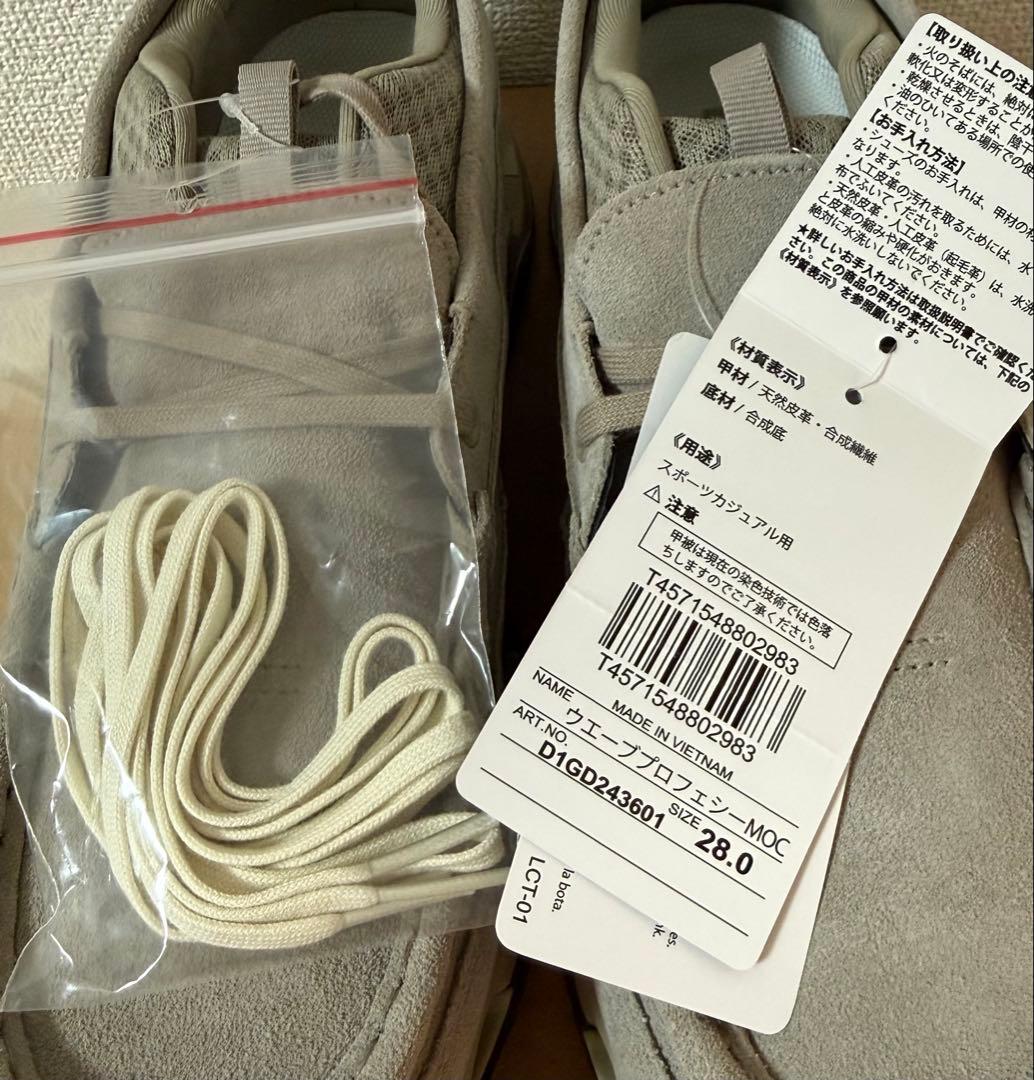 【取り扱い上の注
・火のそばには、絶対に
軟化又は変形することが
・乾燥させるときは、陰干
・油のひいてある場所での使
ください。
【お手入れ方法】
・シューズのお手入れは、甲材の材
なります。
・人工皮革の汚れを取るためには、水
布でふいてください。
・天然皮革・人工皮革（起毛革）は、水洗
と皮革の縮みや硬化がおきます。
絶対に水洗いしないでください。
★詳しいお手入れ方法は取扱説明書でご確認くだ
さい。この商品の甲材の素材については、下記の
《材質表示》を参照願います。
《材質表示》
甲材 / 天然皮革・合成繊維
底材 / 合成底
《用途》
スポーツカジュアル用
⚠ 注意
甲被は現在の染色技術では色落
ちしますのでご了承ください。
T4571548802983
T4571548802983
MADE IN VIETNAM
NAME ウエーブプロフェシーMOC
ART.NO. D1GD243601 SIZE 28.0
la bota.
es.
LCT-01